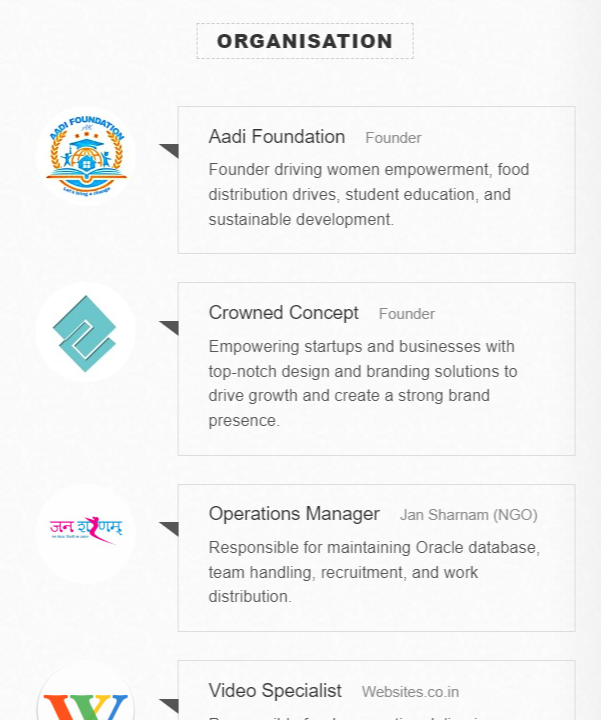 ORGANISATION
AADI FOUNDATION
Let's bring a change
Aadi Foundation Founder
Founder driving women empowerment, food
distribution drives, student education, and
sustainable development.
Crowned Concept Founder
Empowering startups and businesses with
top-notch design and branding solutions to
drive growth and create a strong brand
presence.
जन शरणम्
Operations Manager Jan Sharnam (NGO)
Responsible for maintaining Oracle database,
team handling, recruitment, and work
distribution.
W
Video Specialist Websites.co.in